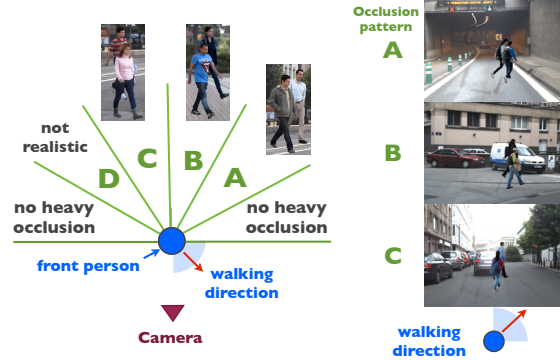 not
realistic
D
C
B
A
no heavy
occlusion
no heavy
occlusion
front person
walking
direction
Camera
Occlusion
pattern
A
B
C
walking
direction